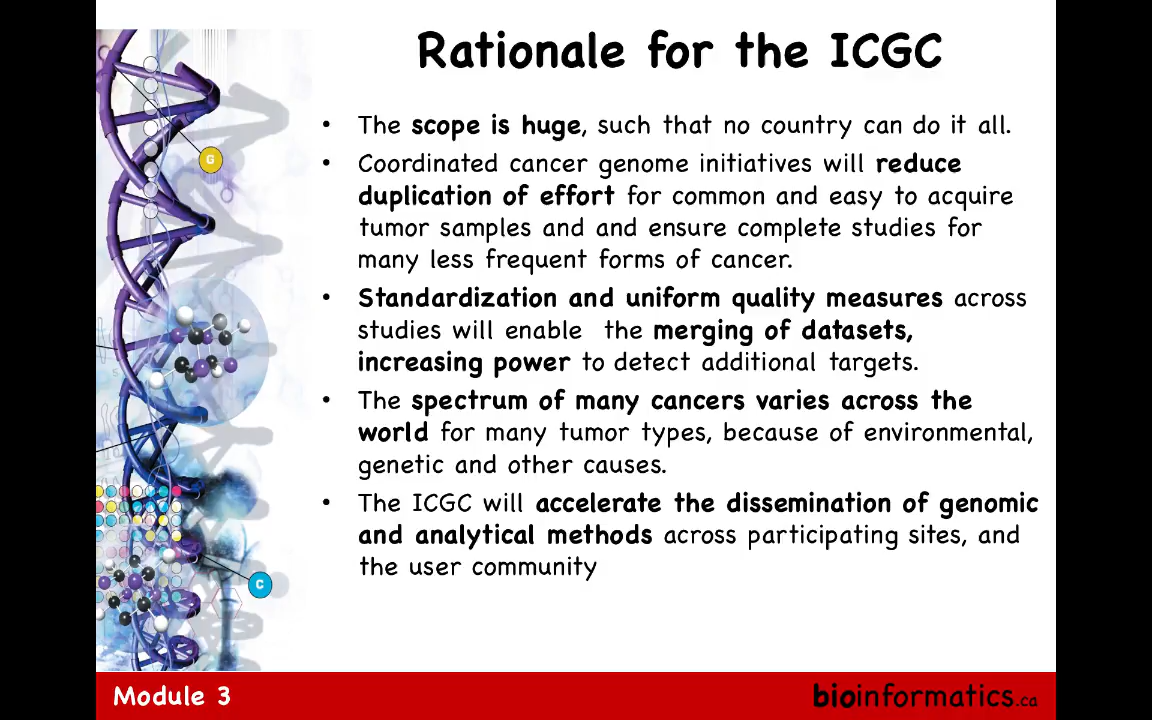 Rationale for the ICGC
• The scope is huge, such that no country can do it all.
• Coordinated cancer genome initiatives will reduce
duplication of effort for common and easy to acquire
tumor samples and and ensure complete studies for
many less frequent forms of cancer.
• Standardization and uniform quality measures across
studies will enable  the merging of datasets,
increasing power to detect additional targets.
• The spectrum of many cancers varies across the
world for many tumor types, because of environmental,
genetic and other causes.
• The ICGC will accelerate the dissemination of genomic
and analytical methods across participating sites, and
the user community
G
C
Module 3
bioinformatics.ca